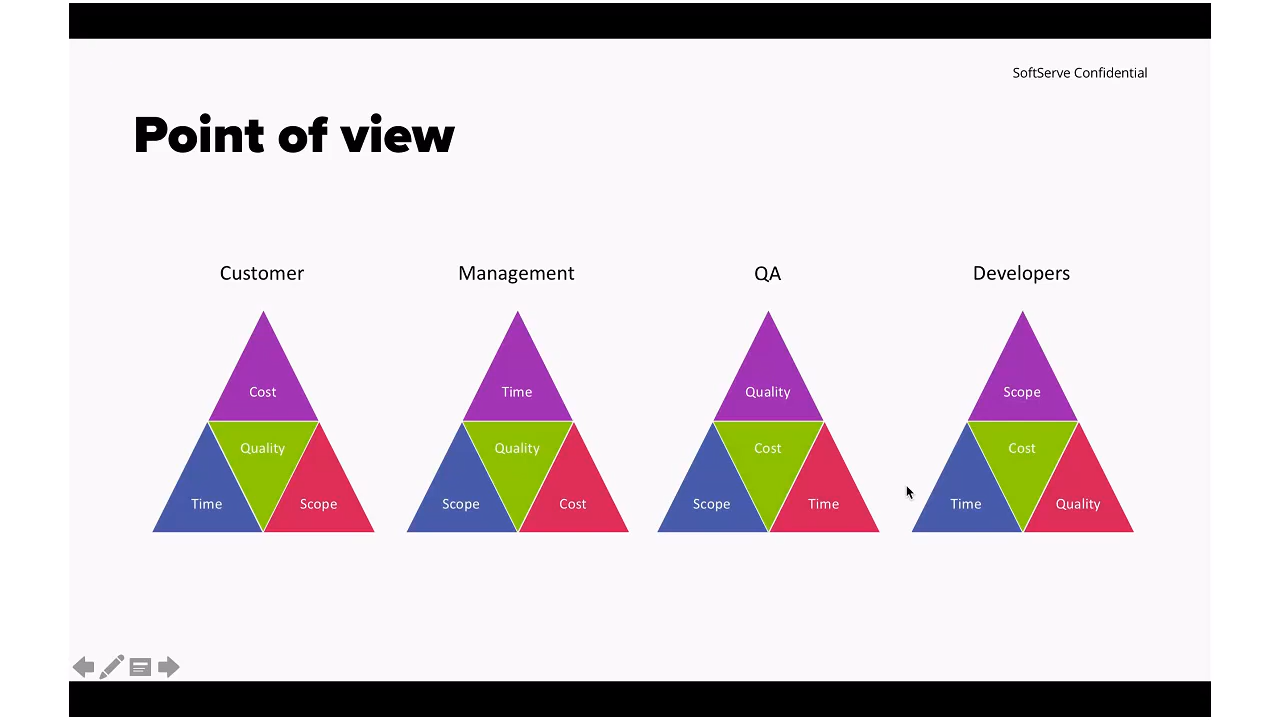 SoftServe Confidential
Point of view
Customer
Cost
Quality
Time
Scope
Management
Time
Quality
Scope
Cost
QA
Quality
Cost
Scope
Time
Developers
Scope
Cost
Time
Quality